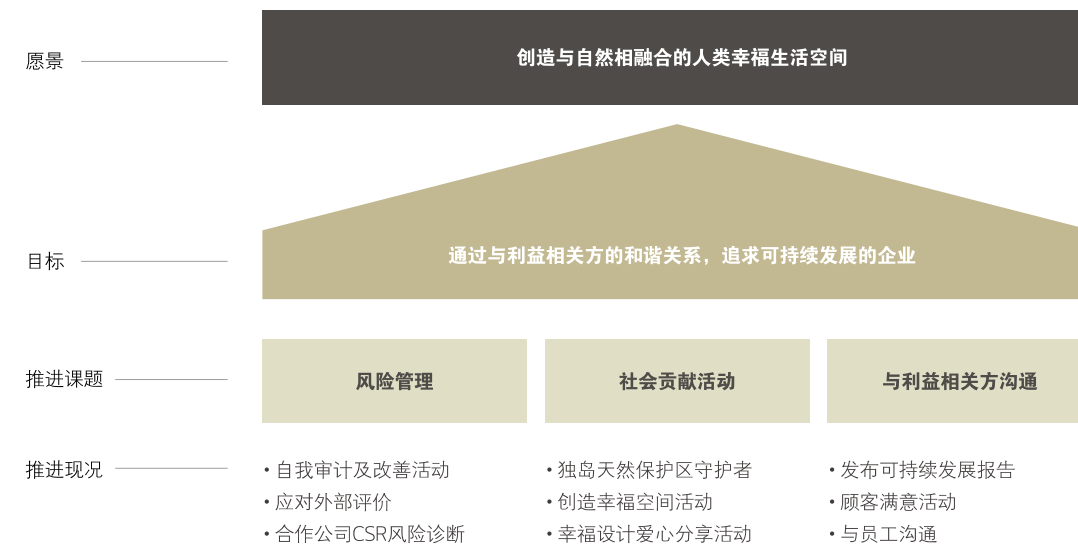 愿景
创造与自然相融合的人类幸福生活空间
目标
通过与利益相关方的和谐关系，追求可持续发展的企业
推进课题
风险管理
社会贡献活动
与利益相关方沟通
推进现况
• 自我审计及改善活动
• 应对外部评价
• 合作公司CSR风险诊断
• 独岛天然保护区守护者
• 创造幸福空间活动
• 幸福设计爱心分享活动
• 发布可持续发展报告
• 顾客满意活动
• 与员工沟通